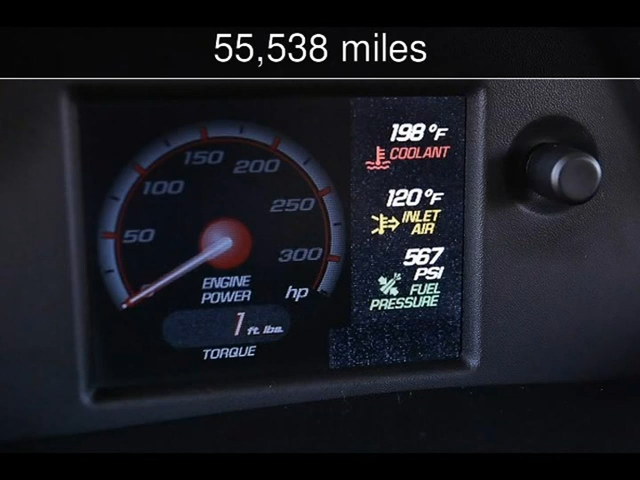 55,538 miles
0
50
100
150
200
250
300
hp
ENGINE
POWER
1 ft. lbs.
TORQUE
198 °F
COOLANT
120 °F
INLET
AIR
567
PSI
FUEL
PRESSURE